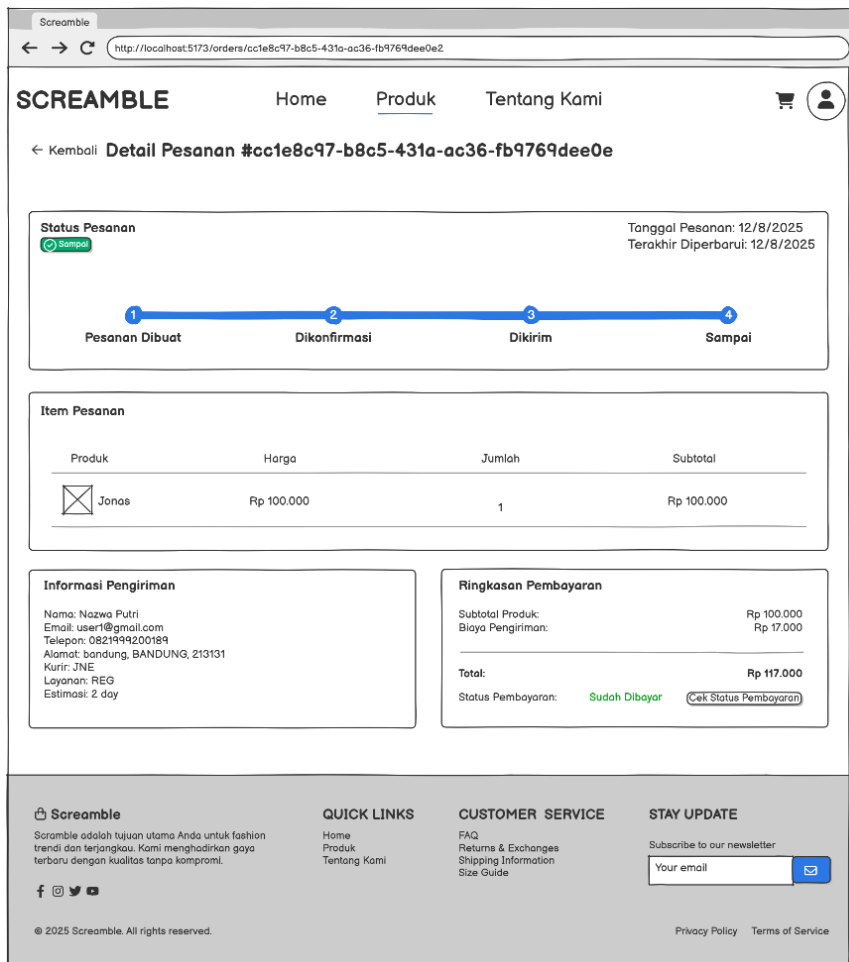 Screamble
http://localhost:5173/orders/cc1e8c97-b8c5-431a-ac36-fb9769dee0e2
SCREAMBLE Home Produk Tentang Kami
Kembali Detail Pesanan #cc1e8c97-b8c5-431a-ac36-fb9769dee0e
Status Pesanan Tanggal Pesanan: 12/8/2025
Sampai Terakhir Diperbarui: 12/8/2025
1 2 3 4
Pesanan Dibuat Dikonfirmasi Dikirim Sampai
Item Pesanan
Produk Harga Jumlah Subtotal
Jonas Rp 100.000 1 Rp 100.000
Informasi Pengiriman
Nama: Nazwa Putri
Email: user1@gmail.com
Telepon: 0821999200189
Alamat: bandung, BANDUNG, 213131
Kurir: JNE
Layanan: REG
Estimasi: 2 day
Ringkasan Pembayaran
Subtotal Produk: Rp 100.000
Biaya Pengiriman: Rp 17.000
Total: Rp 117.000
Status Pembayaran: Sudah Dibayar Cek Status Pembayaran
Screamble
Scramble adalah tujuan utama Anda untuk fashion
trendi dan terjangkau. Kami menghadirkan gaya
terbaru dengan kualitas tanpa kompromi.
QUICK LINKS
Home
Produk
Tentang Kami
CUSTOMER SERVICE
FAQ
Returns & Exchanges
Shipping Information
Size Guide
STAY UPDATE
Subscribe to our newsletter
Your email
© 2025 Screamble. All rights reserved. Privacy Policy Terms of Service